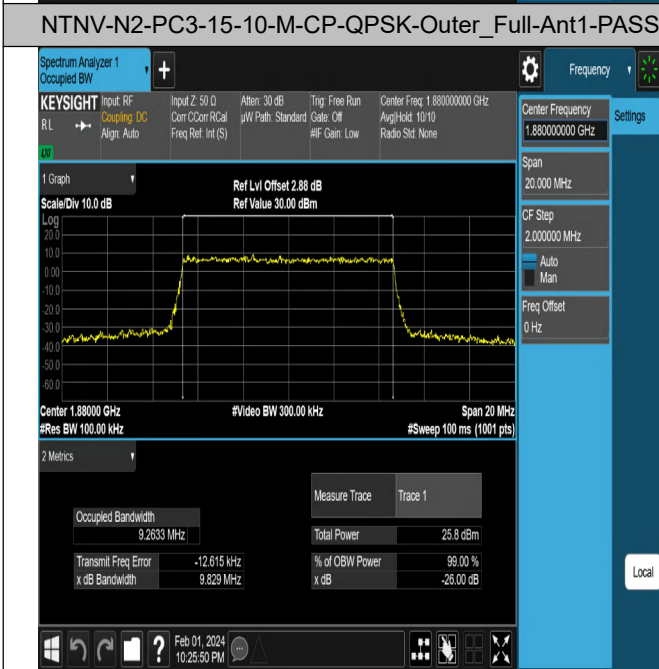 NTNV-N2-PC3-15-10-M-CP-QPSK-Outer_Full-Ant1-PASS
Spectrum Analyzer 1
Occupied BW
Frequency
KEYSIGHT
RL
LXI
Input: RF
Coupling: DC
Align: Auto
Input Z: 50 Ω
Corr CCorr RCal
Freq Ref: Int (S)
Atten: 30 dB
µW Path: Standard
Trig: Free Run
Gate: Off
#IF Gain: Low
Center Freq: 1.880000000 GHz
Avg|Hold: 10/10
Radio Std: None
Center Frequency
1.880000000 GHz
Settings
Span
20.000 MHz
CF Step
2.000000 MHz
Auto
Man
Freq Offset
0 Hz
1 Graph
Scale/Div 10.0 dB
Ref Lvl Offset 2.88 dB
Ref Value 30.00 dBm
Log
20.0
10.0
0.00
-10.0
-20.0
-30.0
-40.0
-50.0
-60.0
Center 1.88000 GHz
#Res BW 100.00 kHz
#Video BW 300.00 kHz
Span 20 MHz
#Sweep 100 ms (1001 pts)
2 Metrics
Measure Trace Trace 1
Occupied Bandwidth
9.2633 MHz
Total Power 25.8 dBm
Transmit Freq Error -12.615 kHz
% of OBW Power 99.00 %
x dB Bandwidth 9.829 MHz
x dB -26.00 dB
Local
?
Feb 01, 2024
10:25:50 PM